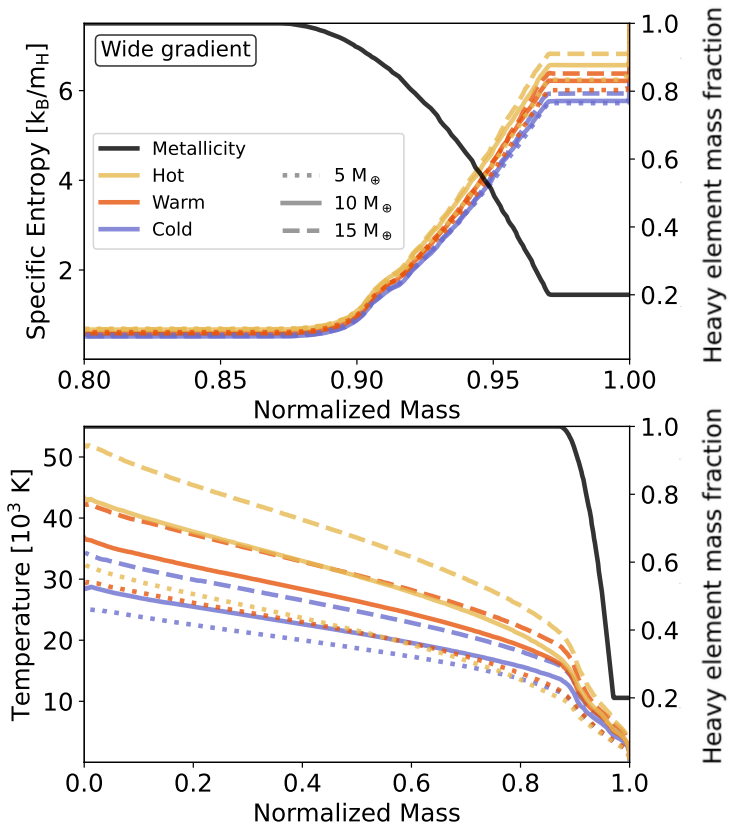 Wide gradient
Metallicity
Hot
Warm
Cold
5 M⊕
10 M⊕
15 M⊕
Specific Entropy [k_B/m_H]
6
4
2
Heavy element mass fraction
1.0
0.8
0.6
0.4
0.2
0.80 0.85 0.90 0.95 1.00
Normalized Mass
Temperature [10³ K]
50
40
30
20
10
Heavy element mass fraction
1.0
0.8
0.6
0.4
0.2
0.0 0.2 0.4 0.6 0.8 1.0
Normalized Mass